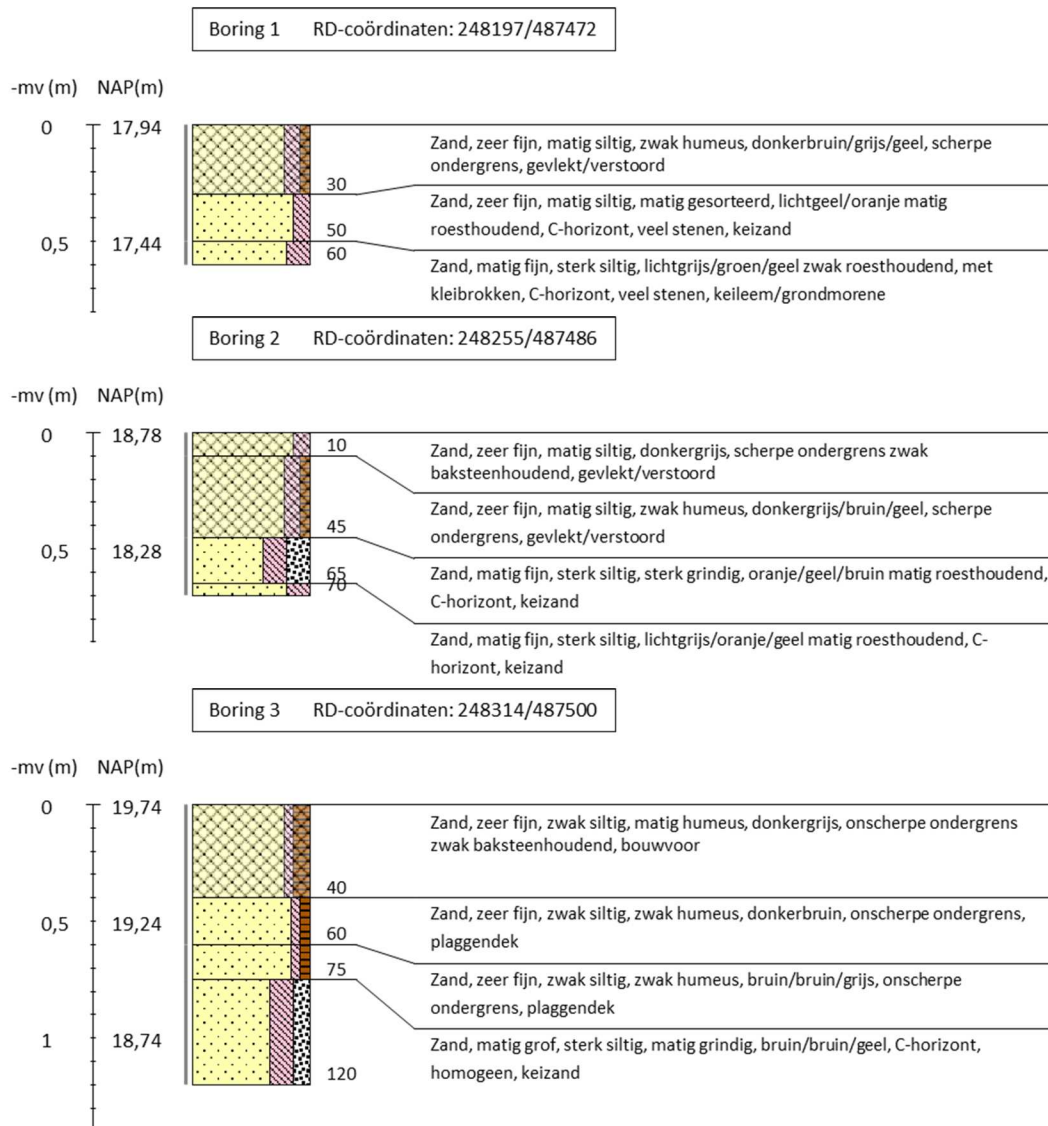 Boring 1 RD-coördinaten: 248197/487472
-mv (m) NAP(m)
0 17,94
Zand, zeer fijn, matig siltig, zwak humeus, donkerbruin/grijs/geel, scherpe
ondergrens, gevlekt/verstoord
30
Zand, zeer fijn, matig siltig, matig gesorteerd, lichtgeel/oranje matig
roesthoudend, C-horizont, veel stenen, keizand
50
0,5 17,44
60
Zand, matig fijn, sterk siltig, lichtgrijs/groen/geel zwak roesthoudend, met
kleibrokken, C-horizont, veel stenen, keileem/grondmorene
Boring 2 RD-coördinaten: 248255/487486
-mv (m) NAP(m)
0 18,78
10
Zand, zeer fijn, matig siltig, donkergrijs, scherpe ondergrens zwak
baksteenhoudend, gevlekt/verstoord
Zand, zeer fijn, matig siltig, zwak humeus, donkergrijs/bruin/geel, scherpe
ondergrens, gevlekt/verstoord
45
0,5 18,28
65
Zand, matig fijn, sterk siltig, sterk grindig, oranje/geel/bruin matig roesthoudend,
C-horizont, keizand
70
Zand, matig fijn, sterk siltig, lichtgrijs/oranje/geel matig roesthoudend, C-
horizont, keizand
Boring 3 RD-coördinaten: 248314/487500
-mv (m) NAP(m)
0 19,74
Zand, zeer fijn, zwak siltig, matig humeus, donkergrijs, onscherpe ondergrens
zwak baksteenhoudend, bouwvoor
40
0,5 19,24
Zand, zeer fijn, zwak siltig, zwak humeus, donkerbruin, onscherpe ondergrens,
plaggendek
60
75
Zand, zeer fijn, zwak siltig, zwak humeus, bruin/bruin/grijs, onscherpe
ondergrens, plaggendek
1 18,74
Zand, matig grof, sterk siltig, matig grindig, bruin/bruin/geel, C-horizont,
homogeen, keizand
120